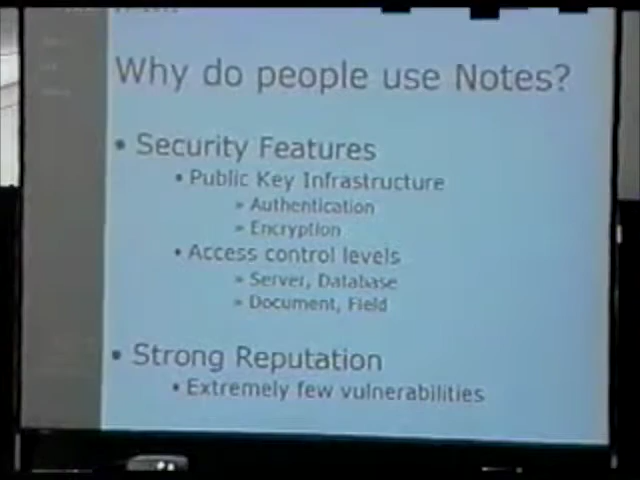 Why do people use Notes?
• Security Features
• Public Key Infrastructure
» Authentication
» Encryption
• Access control levels
» Server, Database
» Document, Field
• Strong Reputation
• Extremely few vulnerabilities